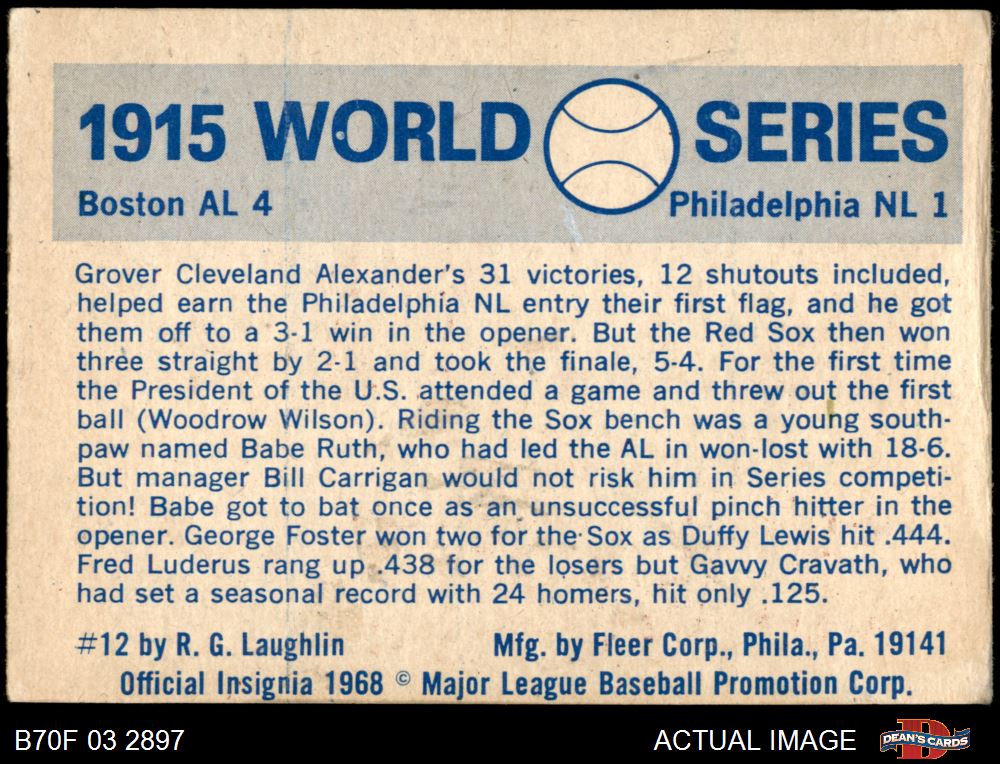 1915 WORLD SERIES
Boston AL 4 Philadelphia NL 1
Grover Cleveland Alexander's 31 victories, 12 shutouts included,
helped earn the Philadelphia NL entry their first flag, and he got
them off to a 3-1 win in the opener. But the Red Sox then won
three straight by 2-1 and took the finale, 5-4. For the first time
the President of the U.S. attended a game and threw out the first
ball (Woodrow Wilson). Riding the Sox bench was a young south-
paw named Babe Ruth, who had led the AL in won-lost with 18-6.
But manager Bill Carrigan would not risk him in Series competi-
tion! Babe got to bat once as an unsuccessful pinch hitter in the
opener. George Foster won two for the Sox as Duffy Lewis hit .444.
Fred Luderus rang up .438 for the losers but Gavvy Cravath, who
had set a seasonal record with 24 homers, hit only .125.
#12 by R. G. Laughlin Mfg. by Fleer Corp., Phila., Pa. 19141
Official Insignia 1968 © Major League Baseball Promotion Corp.
B70F 03 2897 ACTUAL IMAGE D DEAN'S CARDS